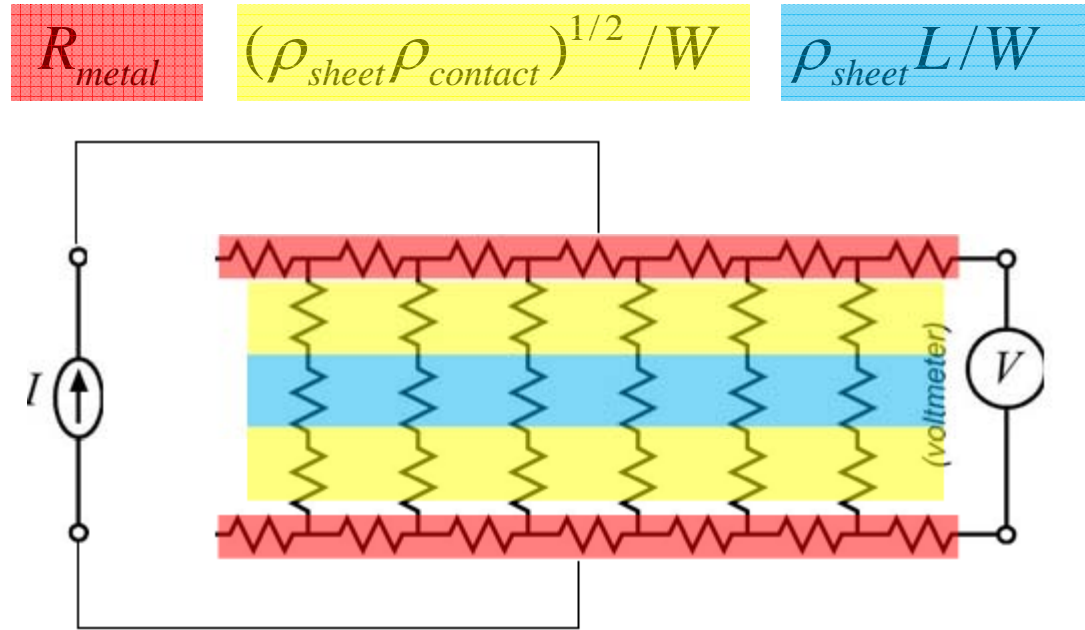 R_metal (ρ_sheet ρ_contact)^1/2 /W ρ_sheet L/W
I
V
(voltmeter)